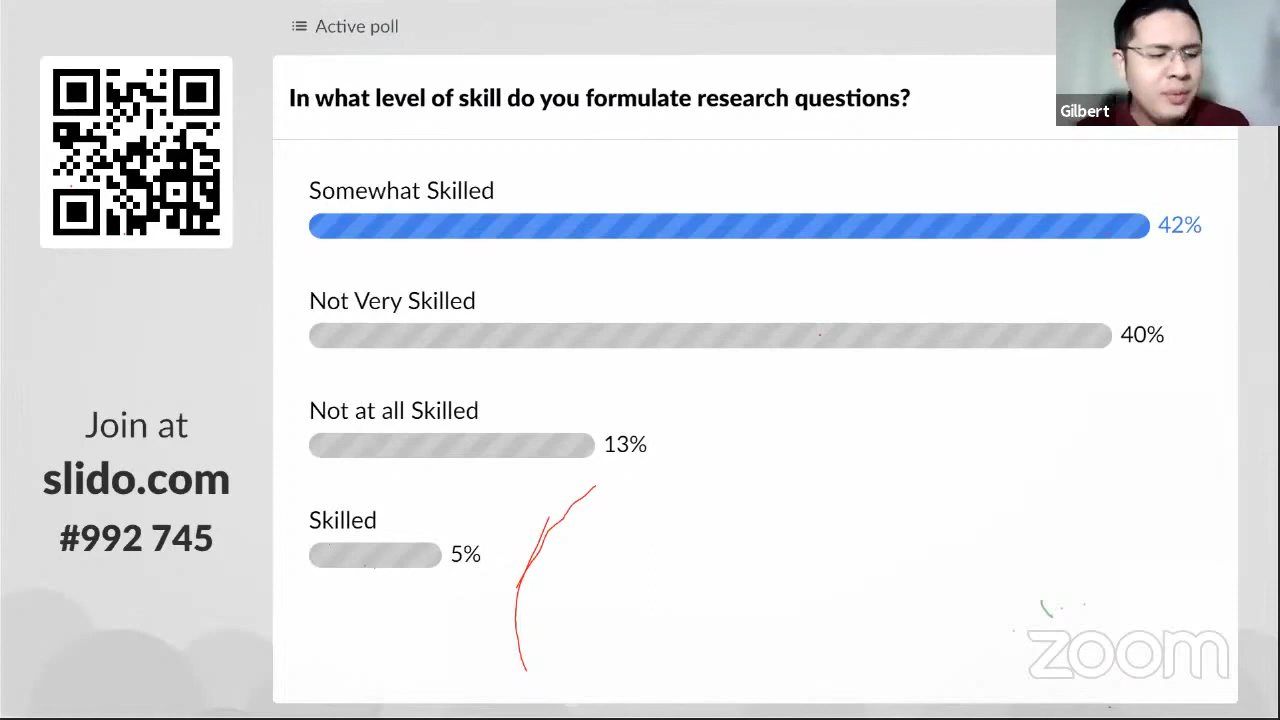 Active poll
In what level of skill do you formulate research questions?
Gilbert
Somewhat Skilled
42%
Not Very Skilled
40%
Not at all Skilled
13%
Skilled
5%
Join at
slido.com
#992 745
zoom